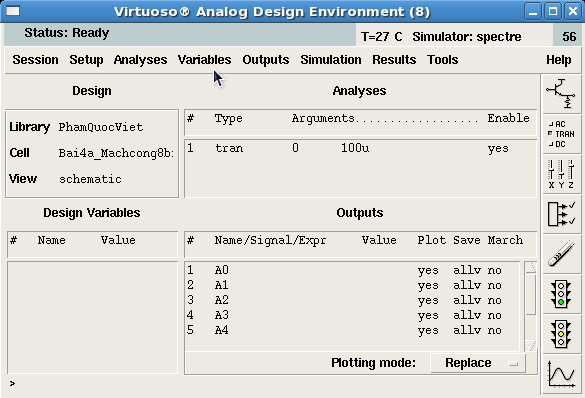 Virtuoso® Analog Design Environment (8)
Status: Ready
T=27 C Simulator: spectre 56
Session Setup Analyses Variables Outputs Simulation Results Tools Help
Design
Library PhamQuocViet
Cell Bai4a_Machcong8b:
View schematic
Analyses
# Type Arguments.................. Enable
1 tran 0 100u yes
Design Variables
# Name Value
Outputs
# Name/Signal/Expr Value Plot Save March
1 A0 yes allv no
2 A1 yes allv no
3 A2 yes allv no
4 A3 yes allv no
5 A4 yes allv no
Plotting mode: Replace
>
AC
TRAN
DC
X Y Z